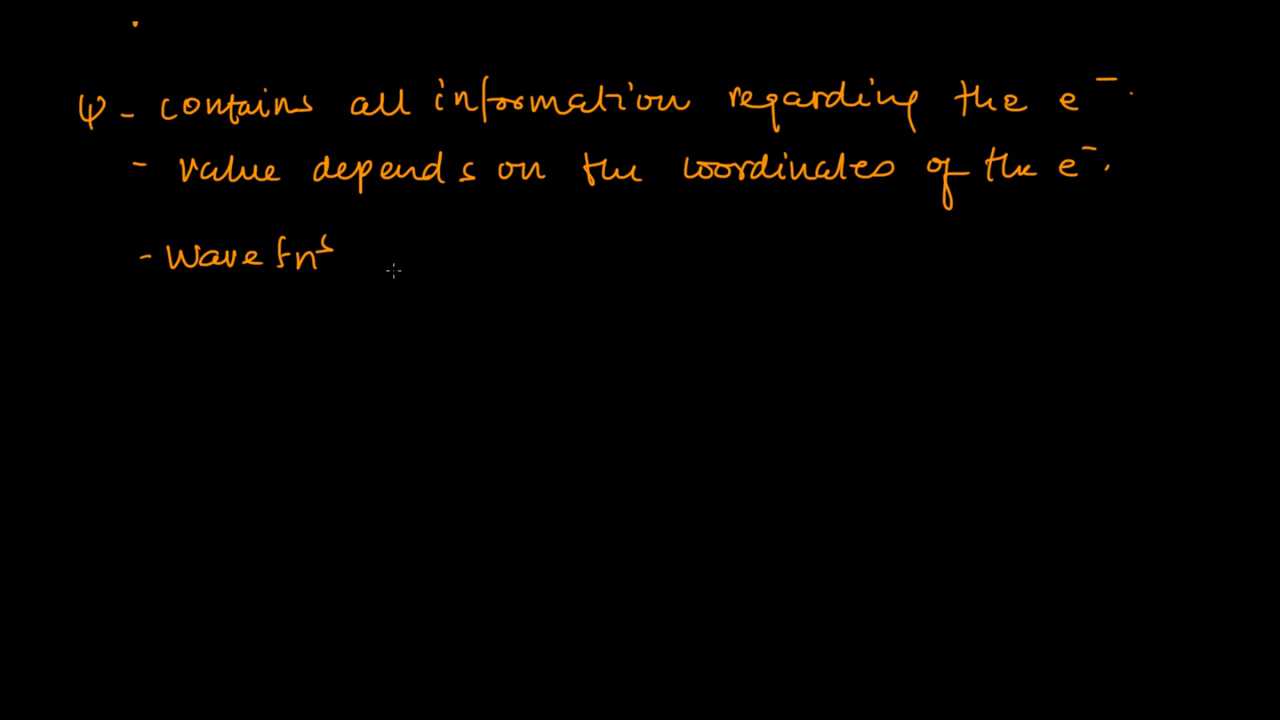 ψ - contains all information regarding the e⁻.
- value depends on the coordinates of the e⁻.
- Wave fnˢ